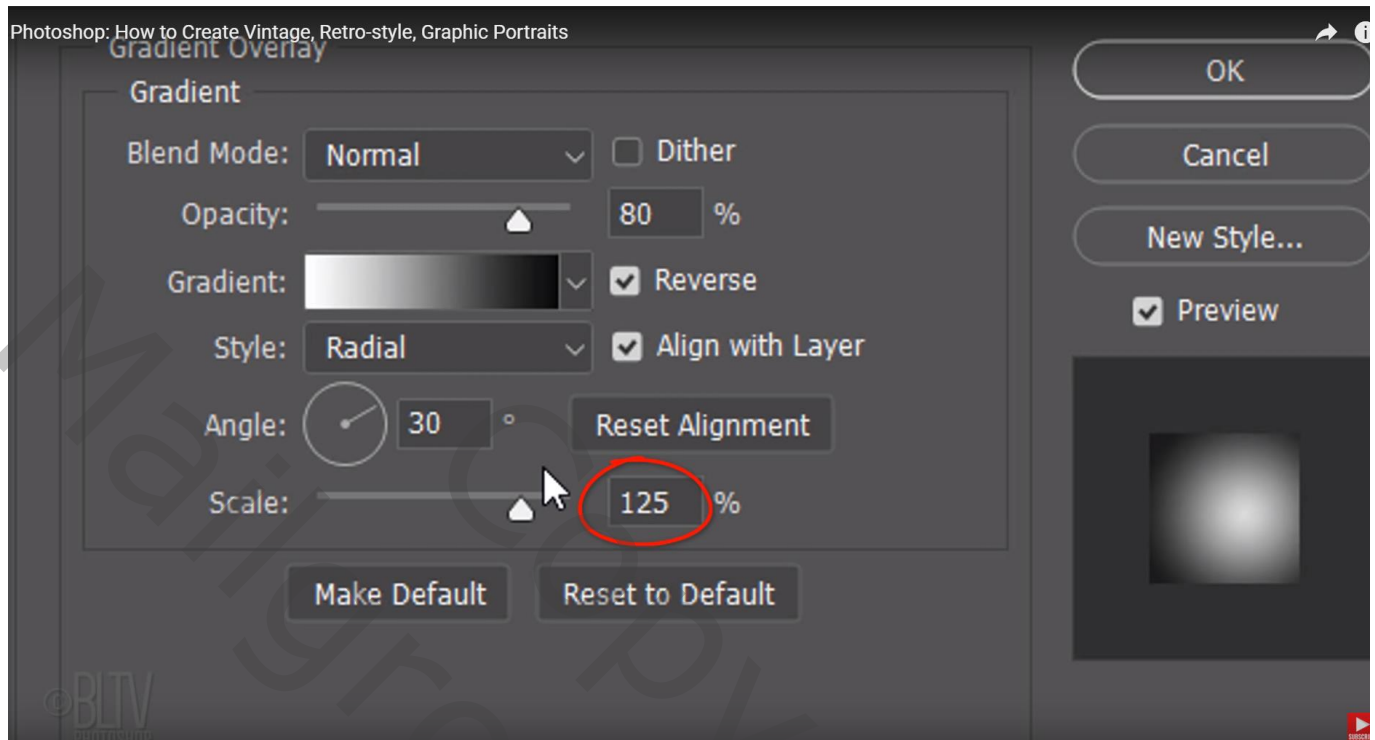 Photoshop: How to Create Vintage, Retro-style, Graphic Portraits
Gradient Overlay
Gradient
Blend Mode: Normal Dither
Opacity: 80 %
Gradient: Reverse
Style: Radial Align with Layer
Angle: 30 ° Reset Alignment
Scale: 125 %
Make Default Reset to Default
OK
Cancel
New Style...
Preview
©BLTV